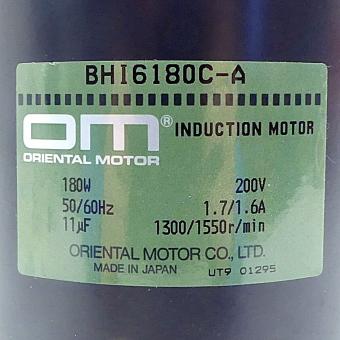 BHI6180C-A
OM® INDUCTION MOTOR
ORIENTAL MOTOR
180W 200V
50/60Hz 1.7/1.6A
11µF 1300/1550r/min
ORIENTAL MOTOR CO., LTD.
MADE IN JAPAN UT9 01295